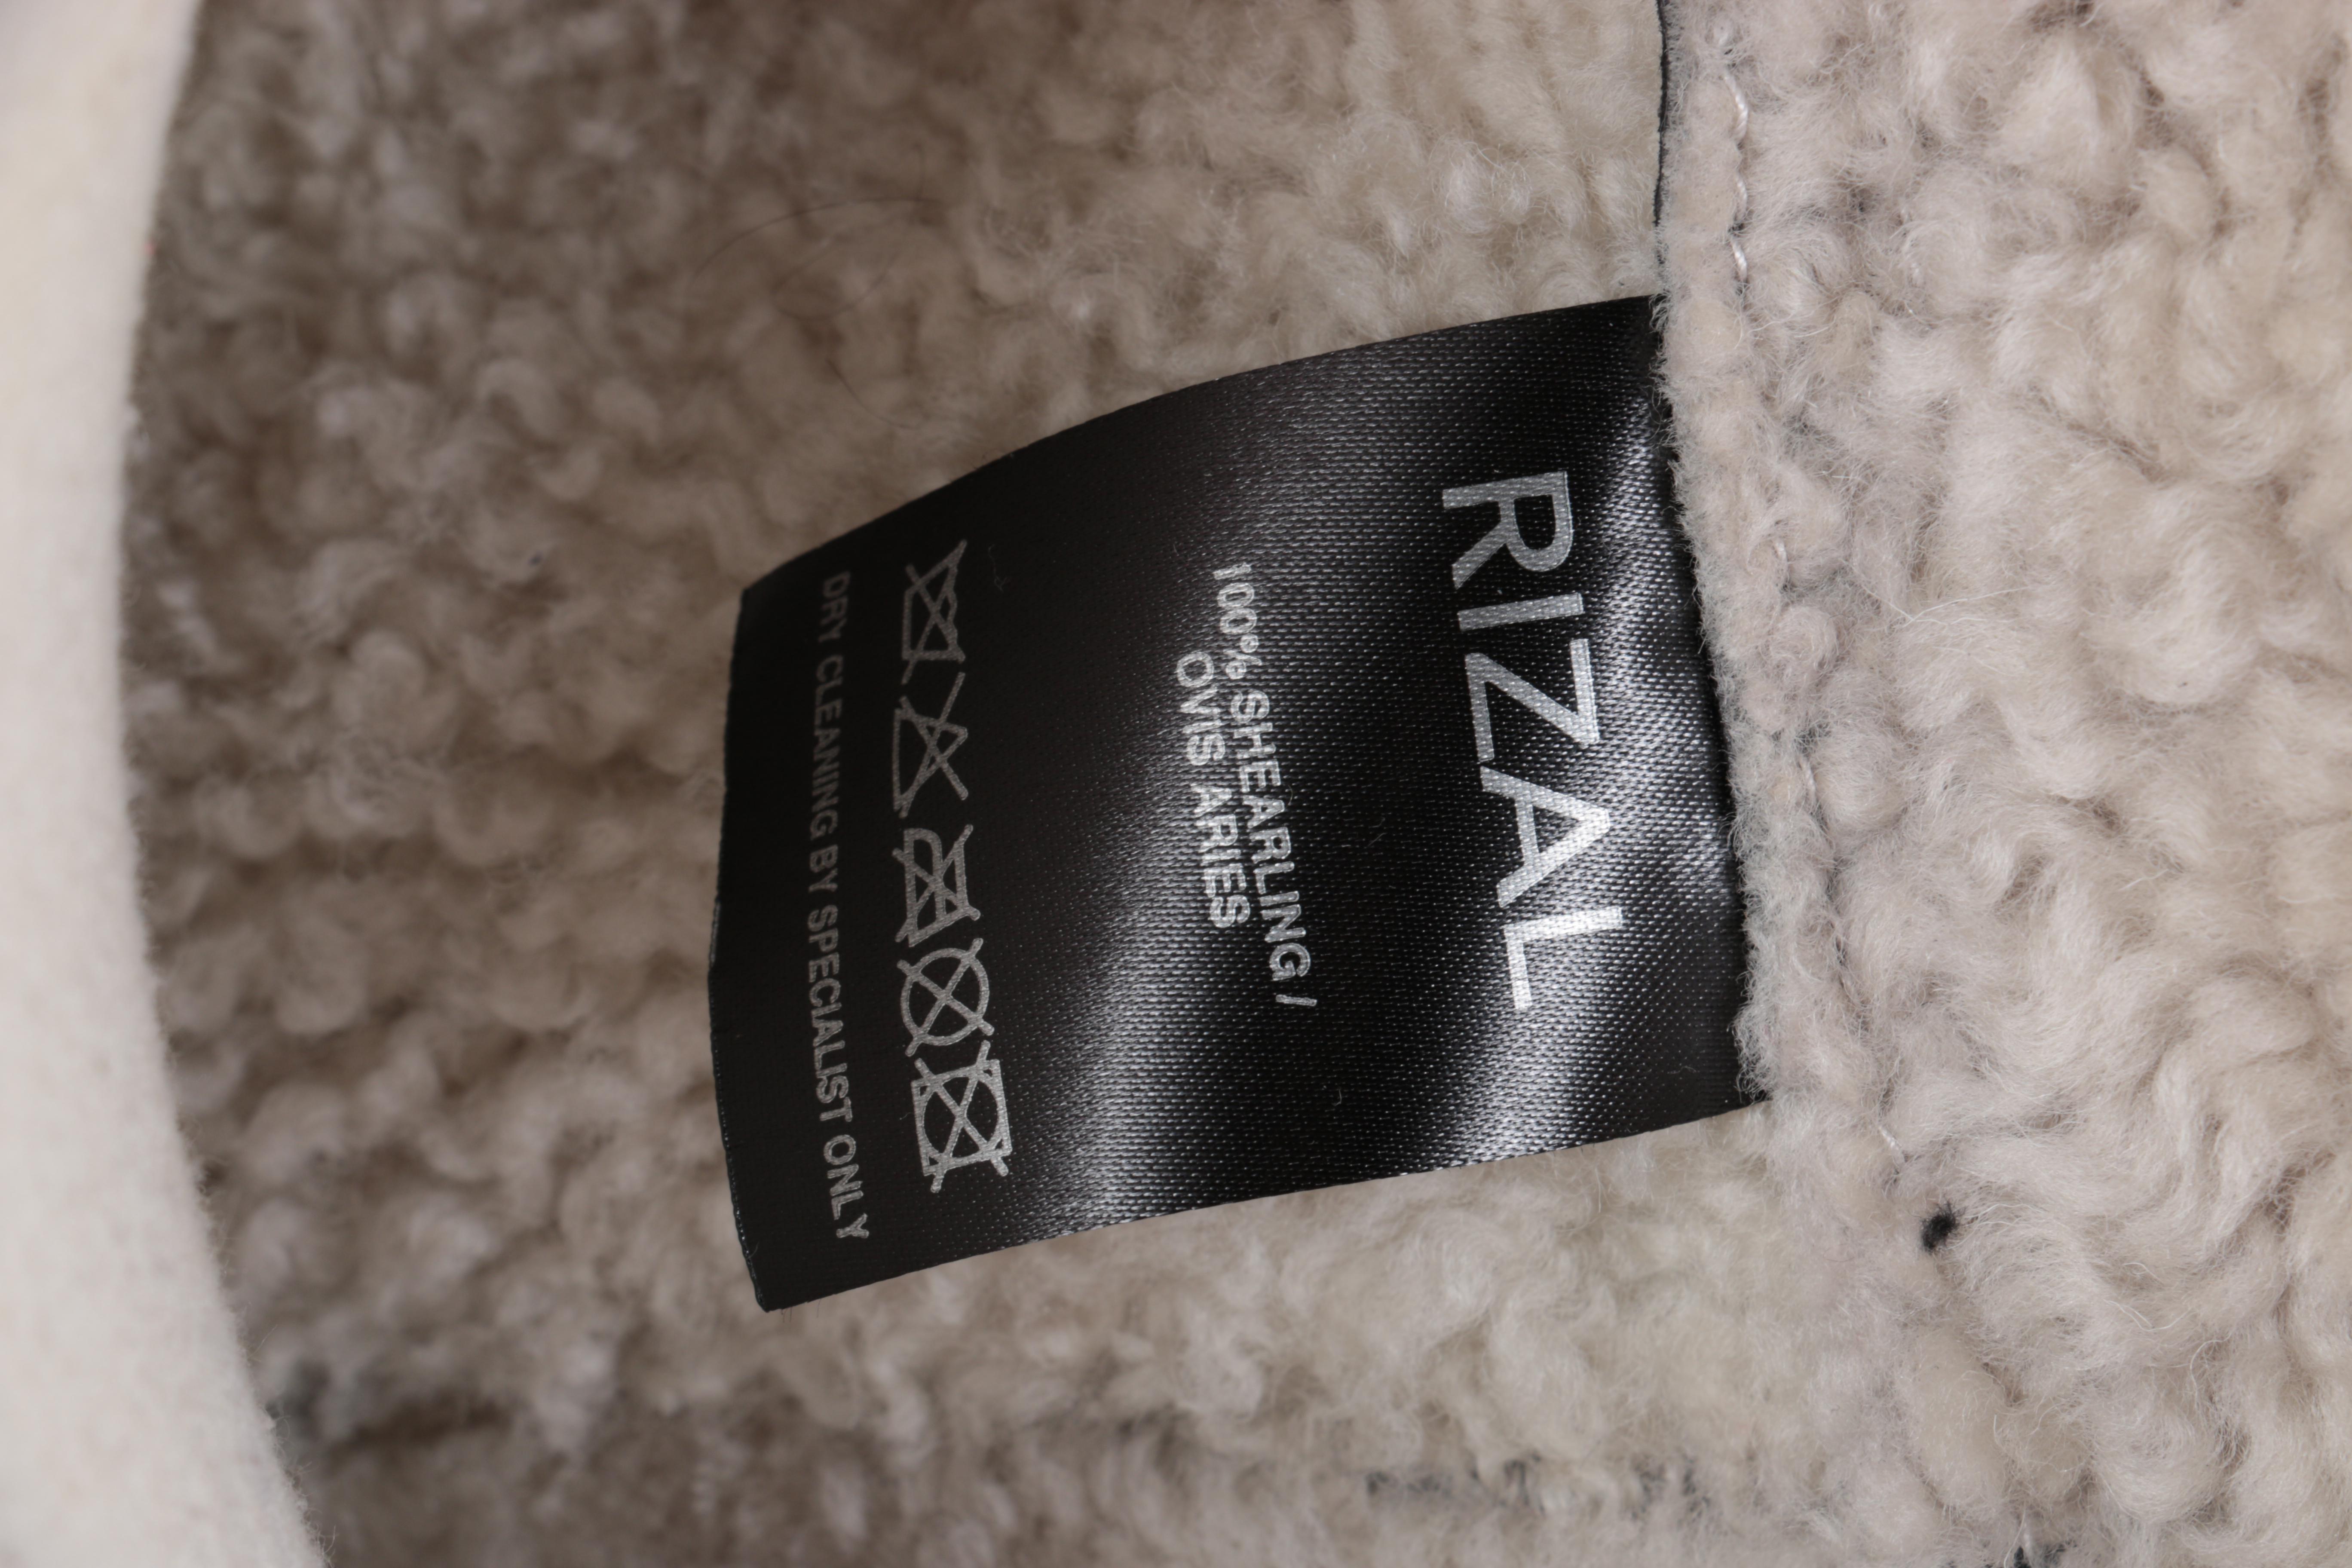 RIZAL
100% SHEARLING /
OVIS ARIES
DRY CLEANING BY SPECIALIST ONLY